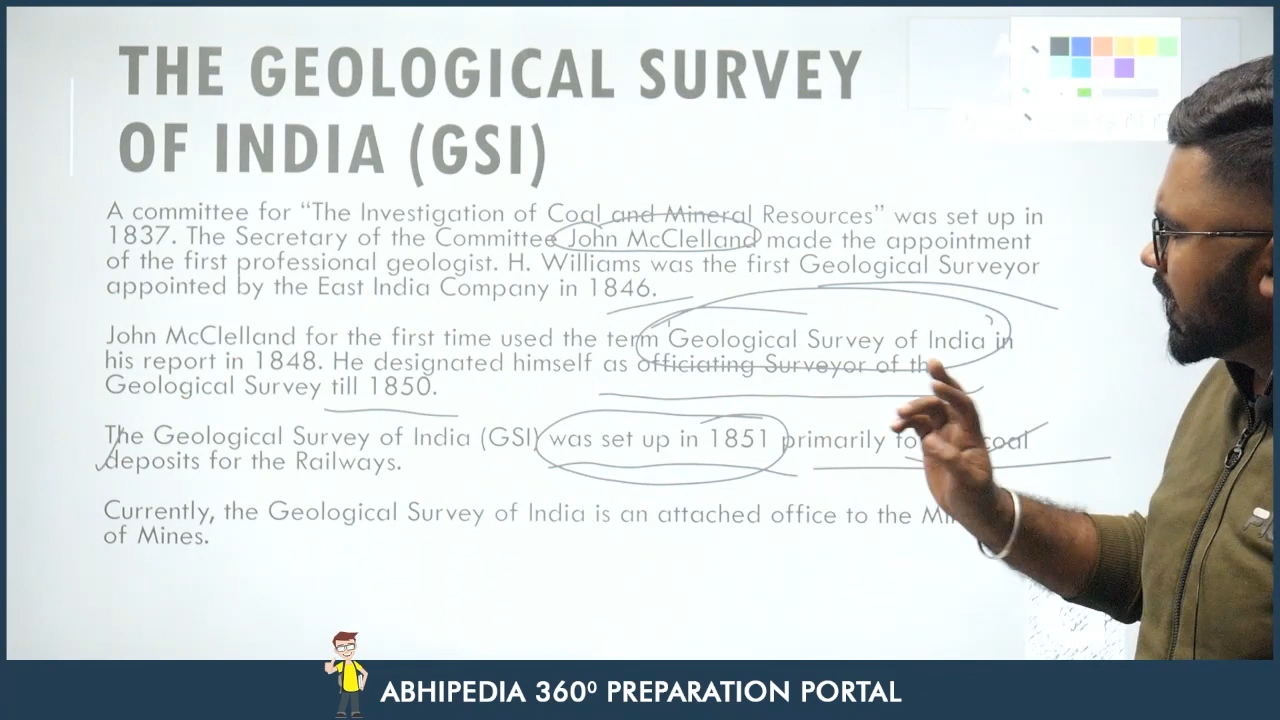 THE GEOLOGICAL SURVEY
OF INDIA (GSI)
A committee for “The Investigation of Coal and Mineral Resources” was set up in
1837. The Secretary of the Committee John McClelland made the appointment
of the first professional geologist. H. Williams was the first Geological Surveyor
appointed by the East India Company in 1846.
John McClelland for the first time used the term 'Geological Survey of India' in
his report in 1848. He designated himself as officiating Surveyor of the
Geological Survey till 1850.
The Geological Survey of India (GSI) was set up in 1851 primarily coal
deposits for the Railways.
Currently, the Geological Survey of India is an attached office to the
of Mines.
ABHIPEDIA 360⁰ PREPARATION PORTAL